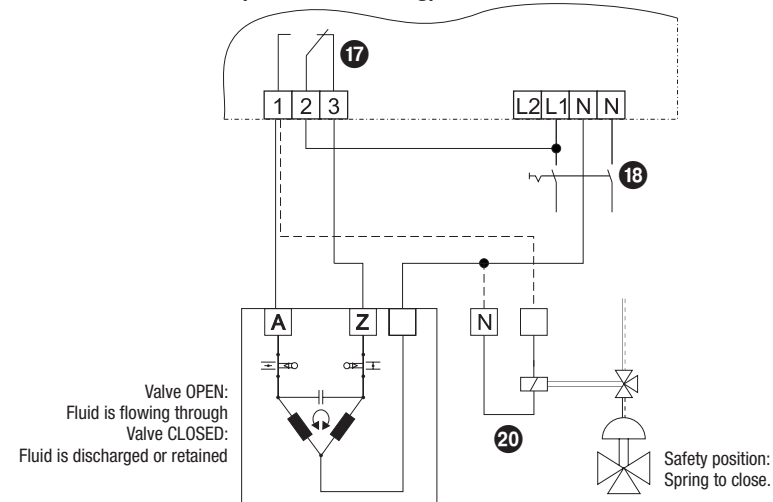 17
1 2 3
L2 L1 N N
18
A Z N
Valve OPEN:
Fluid is flowing through
Valve CLOSED:
Fluid is discharged or retained
20
Safety position:
Spring to close.